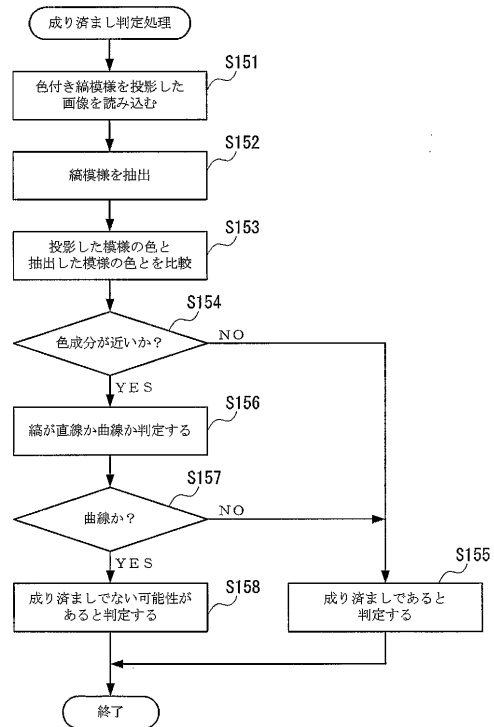 成り済まし判定処理
S151
色付き縞模様を投影した
画像を読み込む
S152
縞模様を抽出
S153
投影した模様の色と
抽出した模様の色とを比較
S154
色成分が近いか？
NO
YES
S156
縞が直線か曲線か判定する
S157
曲線か？
NO
YES
S158
成り済ましでない可能性が
あると判定する
S155
成り済ましであると
判定する
終了